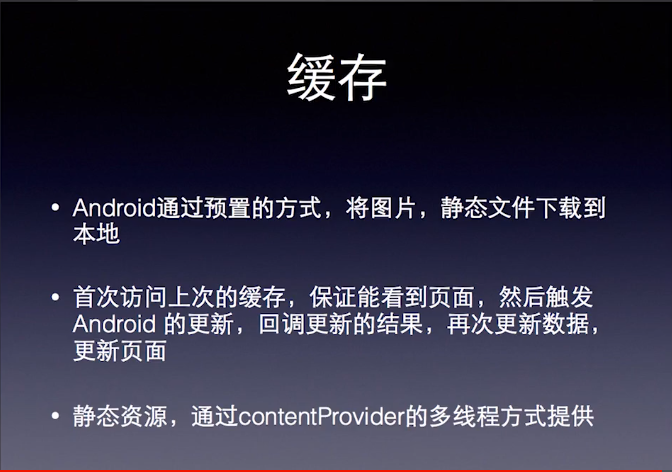 缓存
• Android通过预置的方式，将图片，静态文件下载到
本地
• 首次访问上次的缓存，保证能看到页面，然后触发
Android 的更新，回调更新的结果，再次更新数据，
更新页面
• 静态资源，通过contentProvider的多线程方式提供